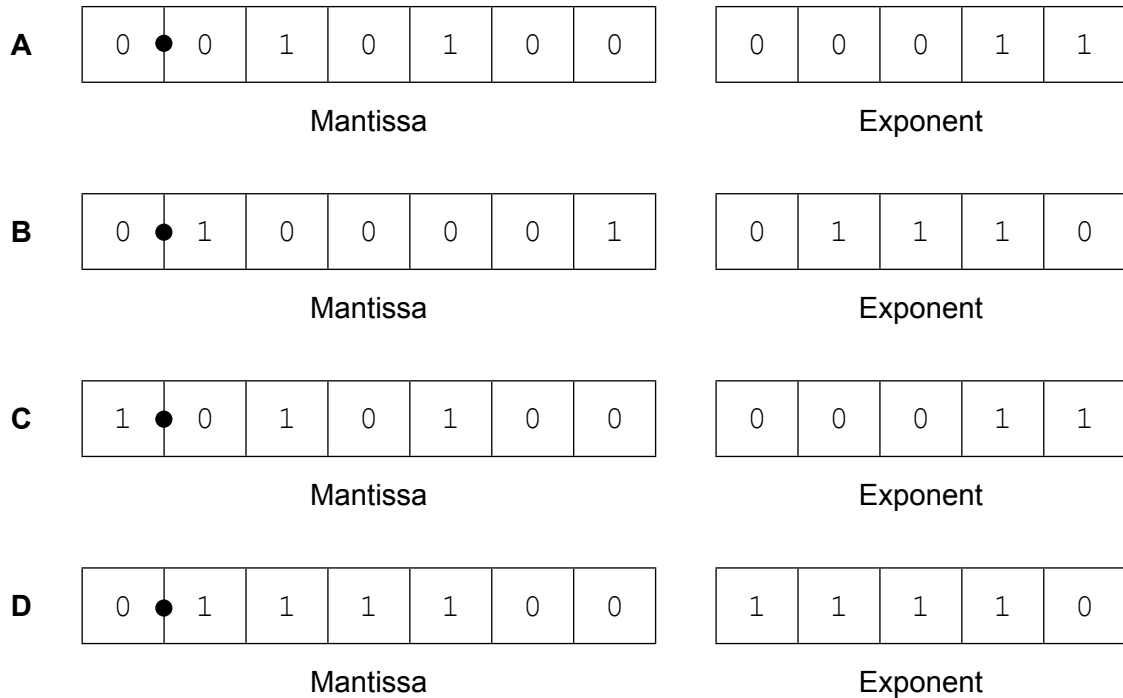 A 0 0 1 0 1 0 0 0 0 0 1 1
Mantissa Exponent
B 0 1 0 0 0 0 1 0 1 1 1 0
Mantissa Exponent
C 1 0 1 0 1 0 0 0 0 0 1 1
Mantissa Exponent
D 0 1 1 1 1 0 0 1 1 1 1 0
Mantissa Exponent